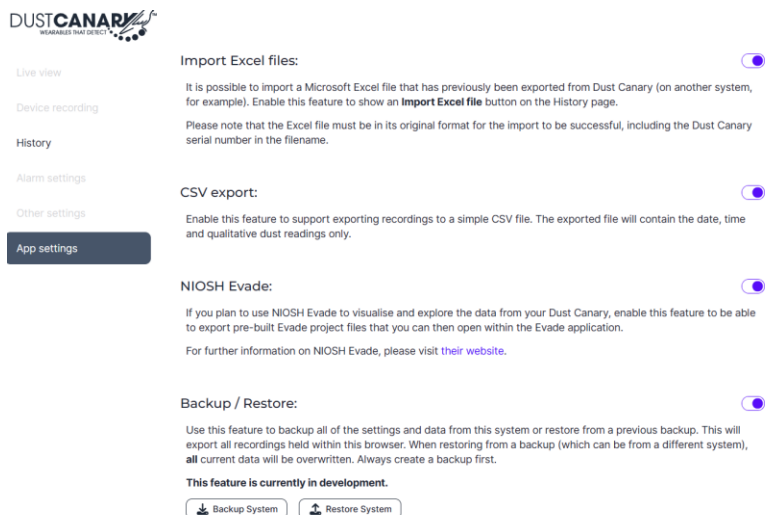 DUSTCANARY™
WEARABLES THAT DETECT
Live view
Device recording
History
Alarm settings
Other settings
App settings
Import Excel files:
It is possible to import a Microsoft Excel file that has previously been exported from Dust Canary (on another system,
for example). Enable this feature to show an Import Excel file button on the History page.
Please note that the Excel file must be in its original format for the import to be successful, including the Dust Canary
serial number in the filename.
CSV export:
Enable this feature to support exporting recordings to a simple CSV file. The exported file will contain the date, time
and qualitative dust readings only.
NIOSH Evade:
If you plan to use NIOSH Evade to visualise and explore the data from your Dust Canary, enable this feature to be able
to export pre-built Evade project files that you can then open within the Evade application.
For further information on NIOSH Evade, please visit their website.
Backup / Restore:
Use this feature to backup all of the settings and data from this system or restore from a previous backup. This will
export all recordings held within this browser. When restoring from a backup (which can be from a different system),
all current data will be overwritten. Always create a backup first.
This feature is currently in development.
Backup System
Restore System